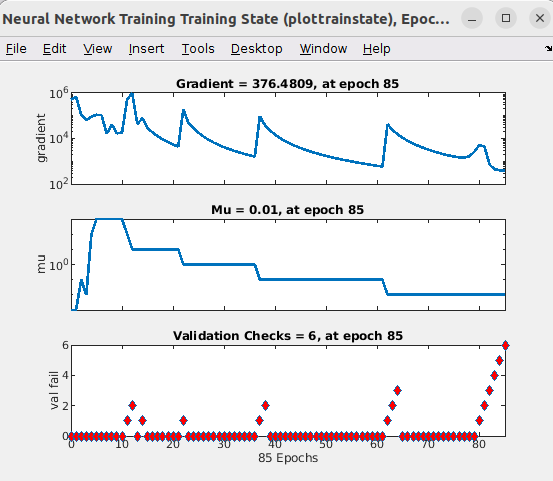 Neural Network Training Training State (plottrainstate), Epoc...
File Edit View Insert Tools Desktop Window Help
Gradient = 376.4809, at epoch 85
10^6
10^4
10^2
gradient
Mu = 0.01, at epoch 85
10^0
mu
Validation Checks = 6, at epoch 85
6
4
2
0
val fail
0 10 20 30 40 50 60 70 80
85 Epochs